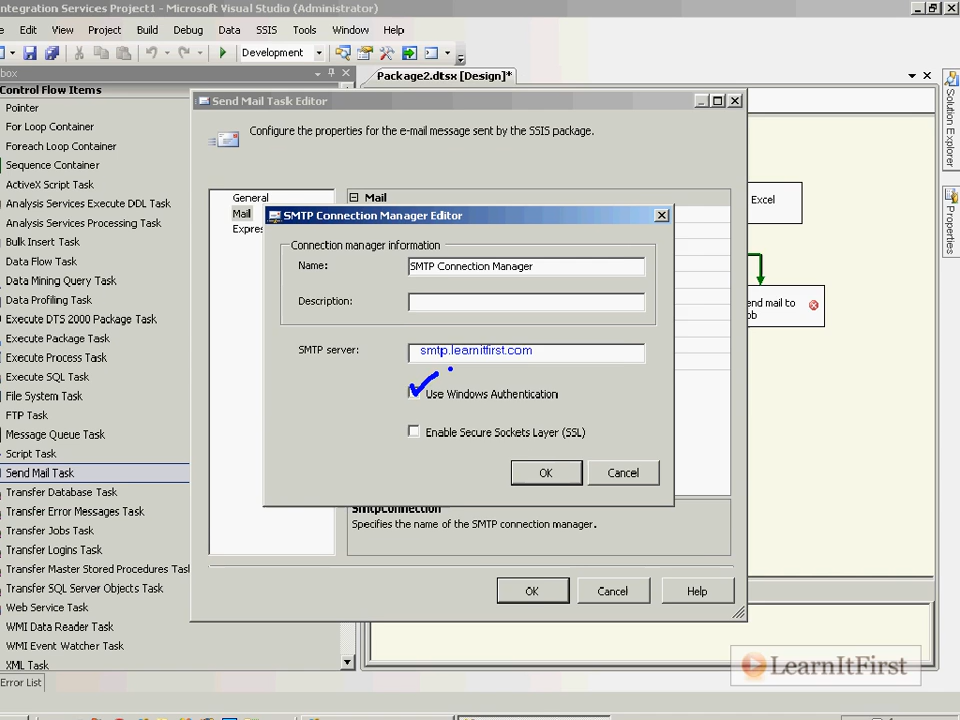 Integration Services Project1 - Microsoft Visual Studio (Administrator)
Edit View Project Build Debug Data SSIS Tools Window Help
Development
box
Package2.dtsx [Design]*
Control Flow Items
Pointer
For Loop Container
Foreach Loop Container
Sequence Container
ActiveX Script Task
Analysis Services Execute DDL Task
Analysis Services Processing Task
Bulk Insert Task
Data Flow Task
Data Mining Query Task
Data Profiling Task
Execute DTS 2000 Package Task
Execute Package Task
Execute Process Task
Execute SQL Task
File System Task
FTP Task
Message Queue Task
Script Task
Send Mail Task
Transfer Database Task
Transfer Error Messages Task
Transfer Jobs Task
Transfer Logins Task
Transfer Master Stored Procedures Task
Transfer SQL Server Objects Task
Web Service Task
WMI Data Reader Task
WMI Event Watcher Task
XML Task
Error List
Send Mail Task Editor
Configure the properties for the e-mail message sent by the SSIS package.
General
Mail
Expres
Mail
SMTP Connection Manager Editor
Connection manager information
Name: SMTP Connection Manager
Description:
SMTP server: smtp.learnitfirst.com
Use Windows Authentication
Enable Secure Sockets Layer (SSL)
OK Cancel
SmtpConnection
Specifies the name of the SMTP connection manager.
OK Cancel Help
Excel
end mail to
ob
Solution Explorer
Properties
LearnItFirst